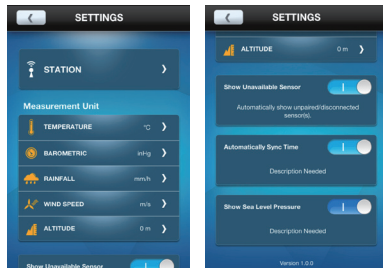 SETTINGS
STATION
Measurement Unit
TEMPERATURE °C
BAROMETRIC inHg
RAINFALL mm/h
WIND SPEED m/s
ALTITUDE 0 m
Show Unavailable Sensor
SETTINGS
ALTITUDE 0 m
Show Unavailable Sensor
Automatically show unpaired/disconnected
sensor(s).
Automatically Sync Time
Description Needed
Show Sea Level Pressure
Description Needed
Version 1.0.0